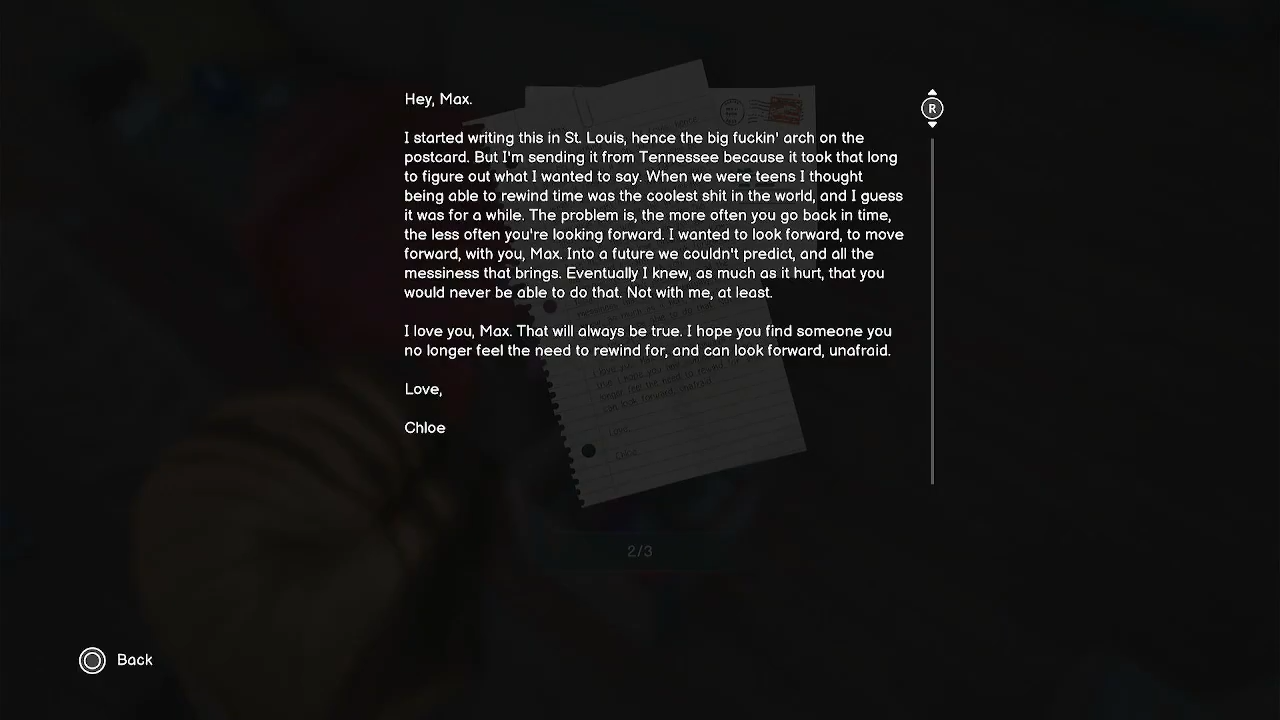 Hey, Max.
I started writing this in St. Louis, hence the big fuckin' arch on the
postcard. But I'm sending it from Tennessee because it took that long
to figure out what I wanted to say. When we were teens I thought
being able to rewind time was the coolest shit in the world, and I guess
it was for a while. The problem is, the more often you go back in time,
the less often you're looking forward. I wanted to look forward, to move
forward, with you, Max. Into a future we couldn't predict, and all the
messiness that brings. Eventually I knew, as much as it hurt, that you
would never be able to do that. Not with me, at least.
I love you, Max. That will always be true. I hope you find someone you
no longer feel the need to rewind for, and can look forward, unafraid.
Love,
Chloe
R
2/3
Back